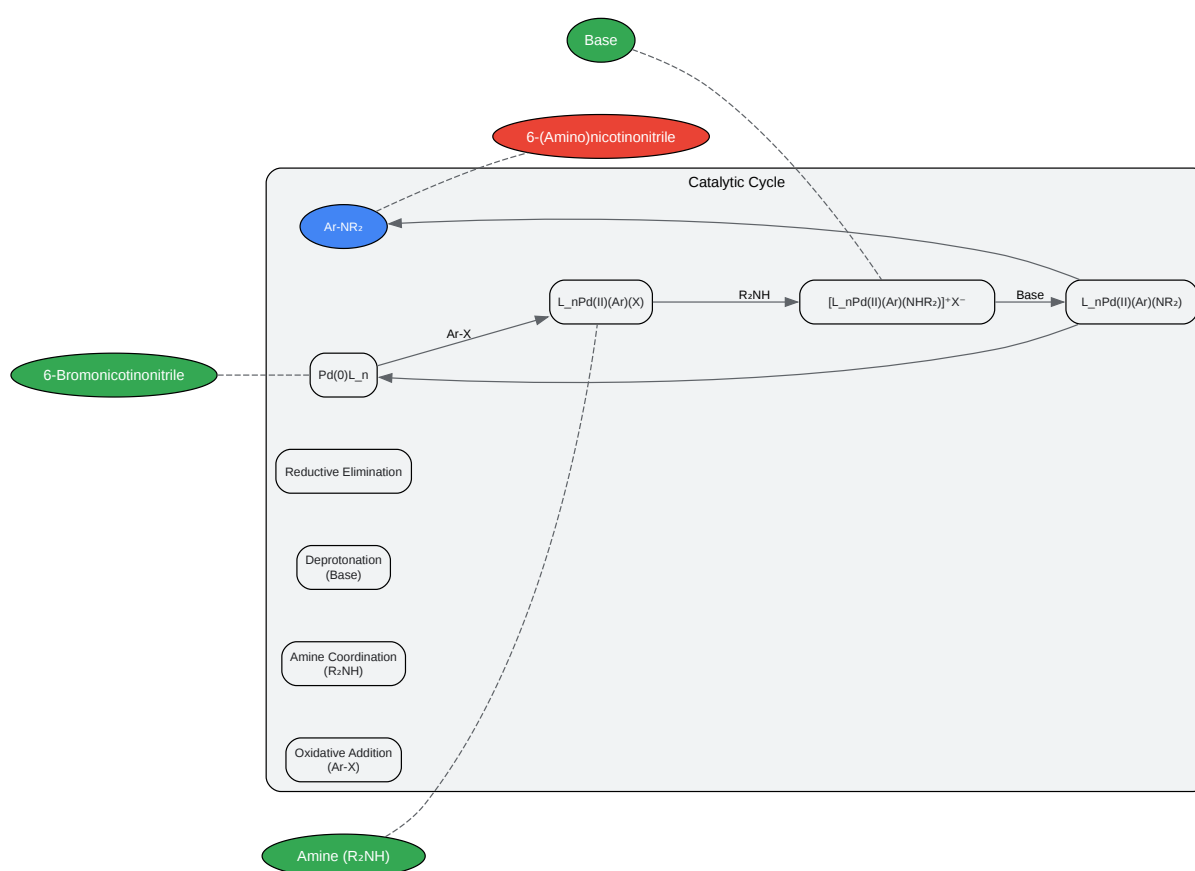 Base
6-(Amino)nicotinonitrile
Catalytic Cycle
Ar-NR₂
L_nPd(II)(Ar)(X)
R₂NH
[L_nPd(II)(Ar)(NHR₂)]⁺X⁻
Base
L_nPd(II)(Ar)(NR₂)
Ar-X
6-Bromonicotinonitrile
Pd(0)L_n
Reductive Elimination
Deprotonation
(Base)
Amine Coordination
(R₂NH)
Oxidative Addition
(Ar-X)
Amine (R₂NH)